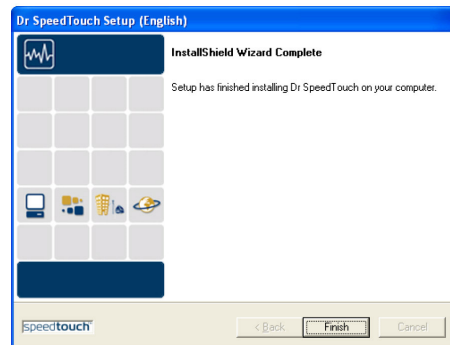 Dr SpeedTouch Setup (English)
InstallShield Wizard Complete
Setup has finished installing Dr SpeedTouch on your computer.
speedtouch™
< Back
Finish
Cancel